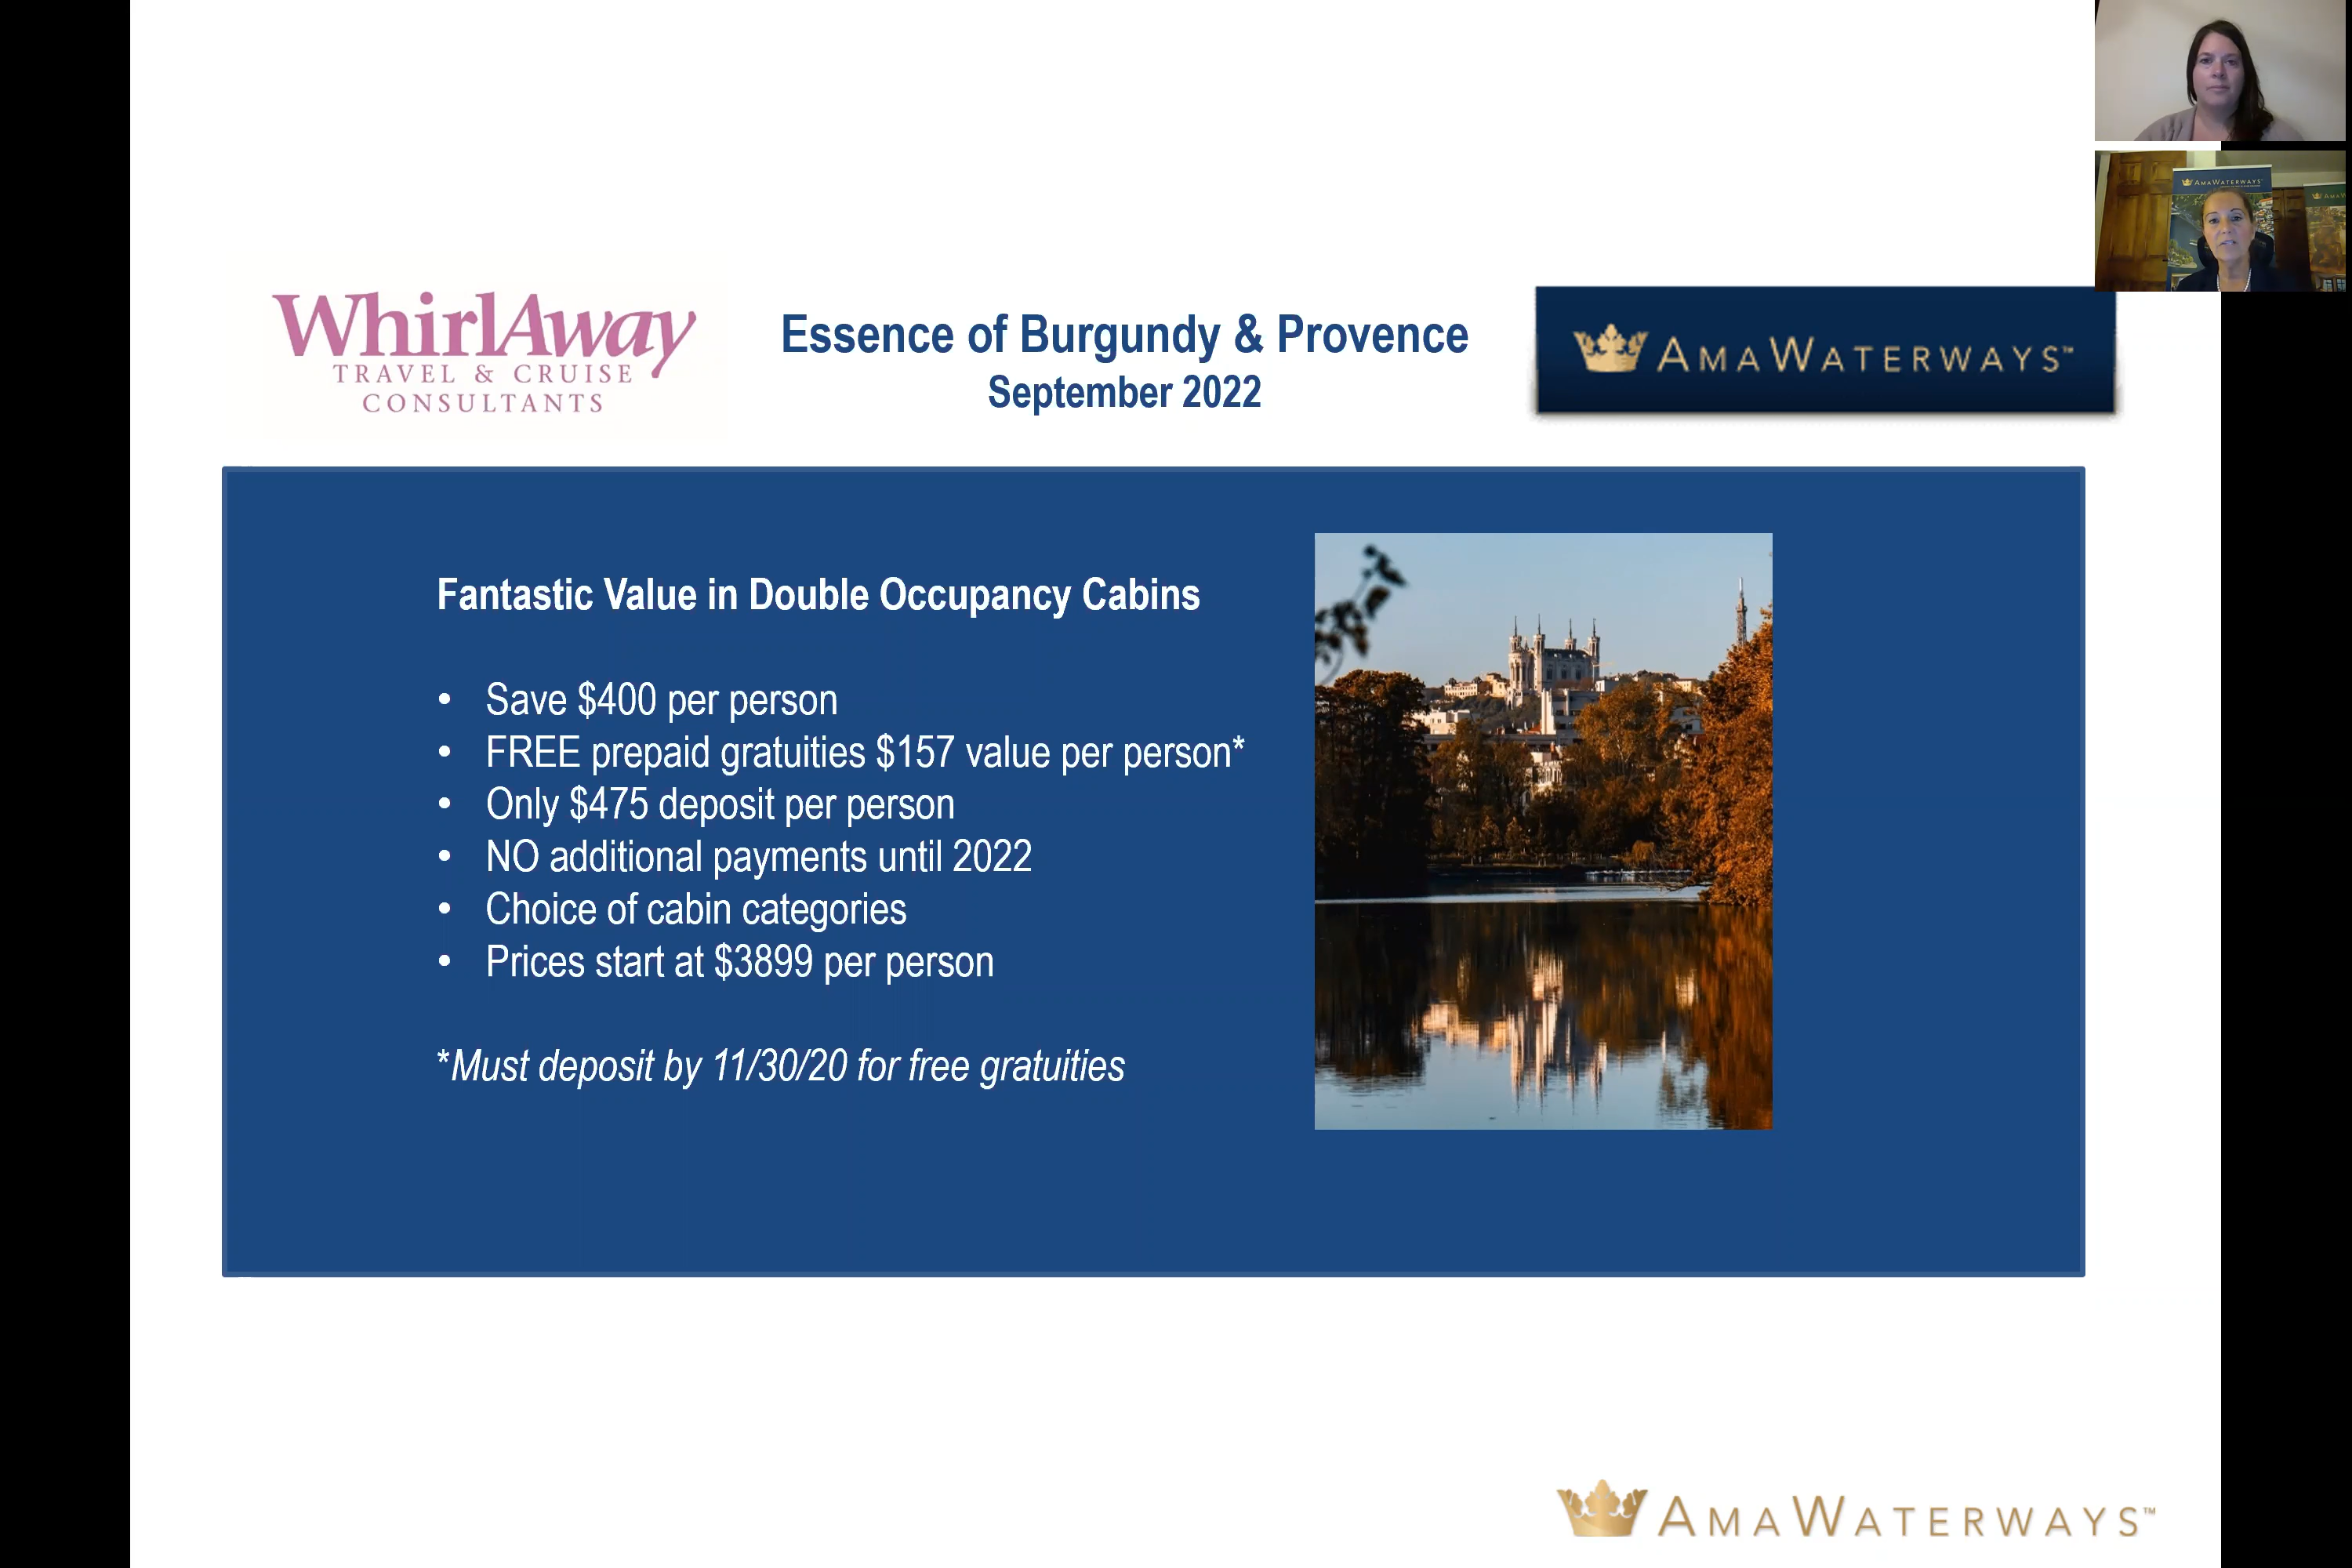 WhirlAway
TRAVEL & CRUISE
CONSULTANTS
Essence of Burgundy & Provence
September 2022
AMAWATERWAYS™
AMAWATERWAYS™
Fantastic Value in Double Occupancy Cabins
• Save $400 per person
• FREE prepaid gratuities $157 value per person*
• Only $475 deposit per person
• NO additional payments until 2022
• Choice of cabin categories
• Prices start at $3899 per person
*Must deposit by 11/30/20 for free gratuities
AMAWATERWAYS™